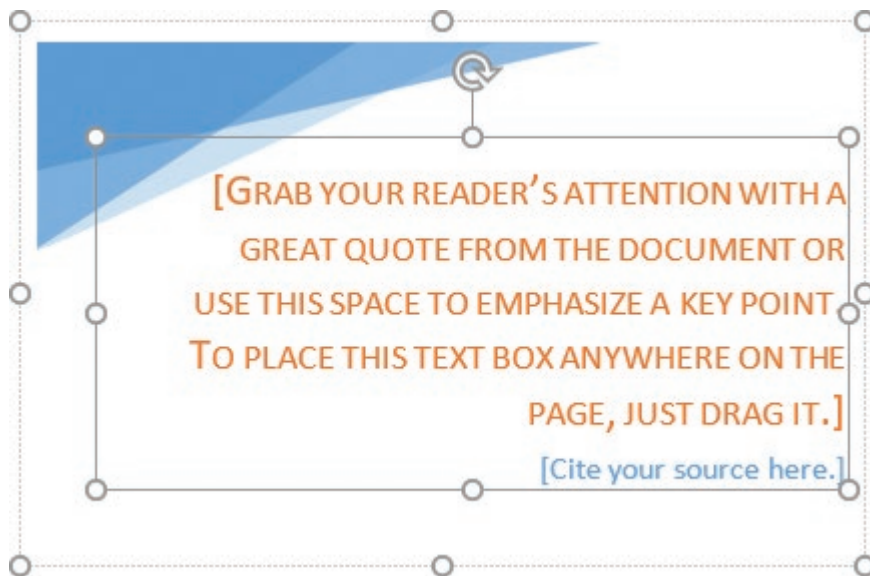 [Grab your reader's attention with a
great quote from the document or
use this space to emphasize a key point.
To place this text box anywhere on the
page, just drag it.]
[Cite your source here.]